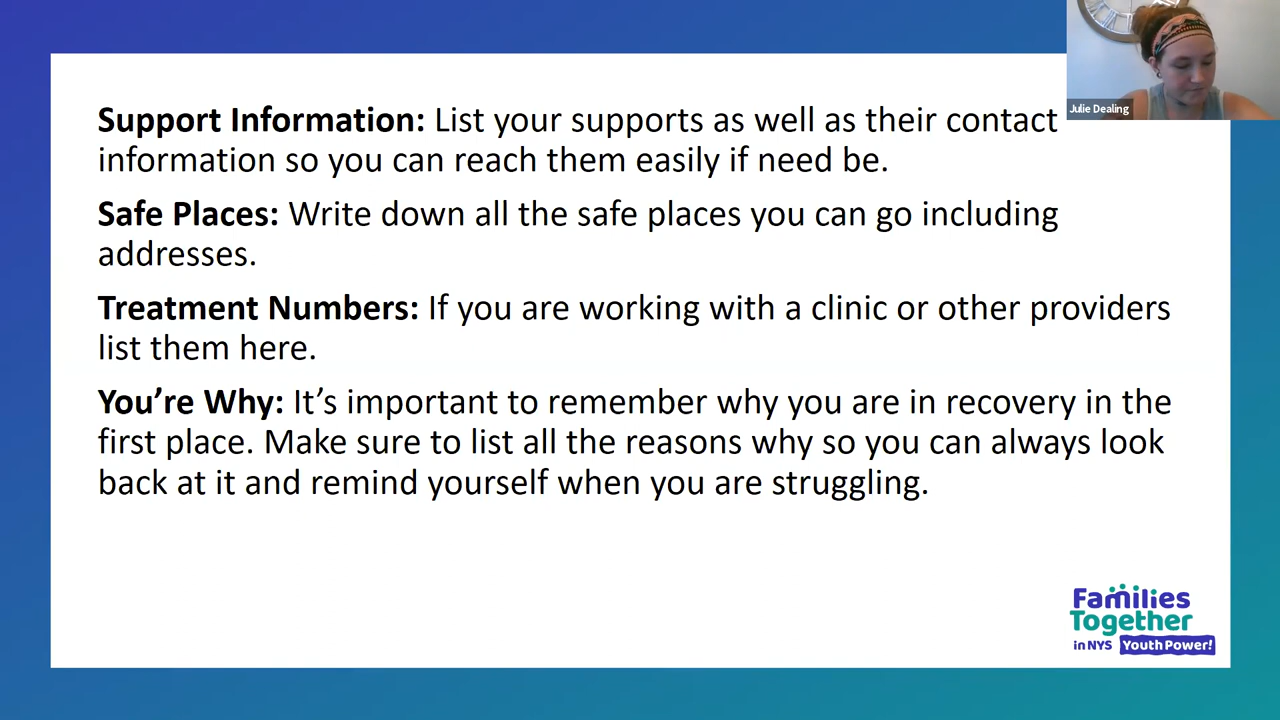 Support Information: List your supports as well as their contact
information so you can reach them easily if need be.
Safe Places: Write down all the safe places you can go including
addresses.
Treatment Numbers: If you are working with a clinic or other providers
list them here.
You’re Why: It’s important to remember why you are in recovery in the
first place. Make sure to list all the reasons why so you can always look
back at it and remind yourself when you are struggling.
Julie Dealing
Families
Together
in NYS Youth Power!